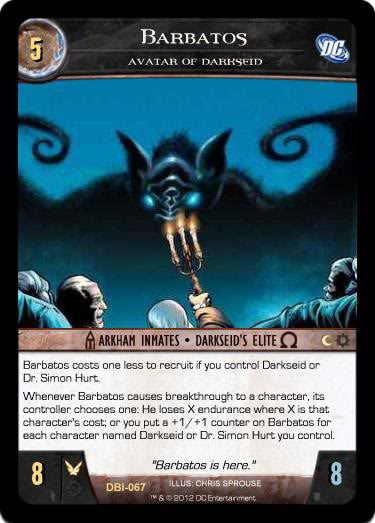 5
Barbatos
Avatar of Darkseid
DC
Arkham Inmates • Darkseid's Elite
Barbatos costs one less to recruit if you control Darkseid or
Dr. Simon Hurt.
Whenever Barbatos causes breakthrough to a character, its
controller chooses one: He loses X endurance where X is that
character's cost; or you put a +1/+1 counter on Barbatos for
each character named Darkseid or Dr. Simon Hurt you control.
"Barbatos is here."
8
DBI-067
ILLUS: CHRIS SPROUSE
8
™ & © 2012 DC Entertainment